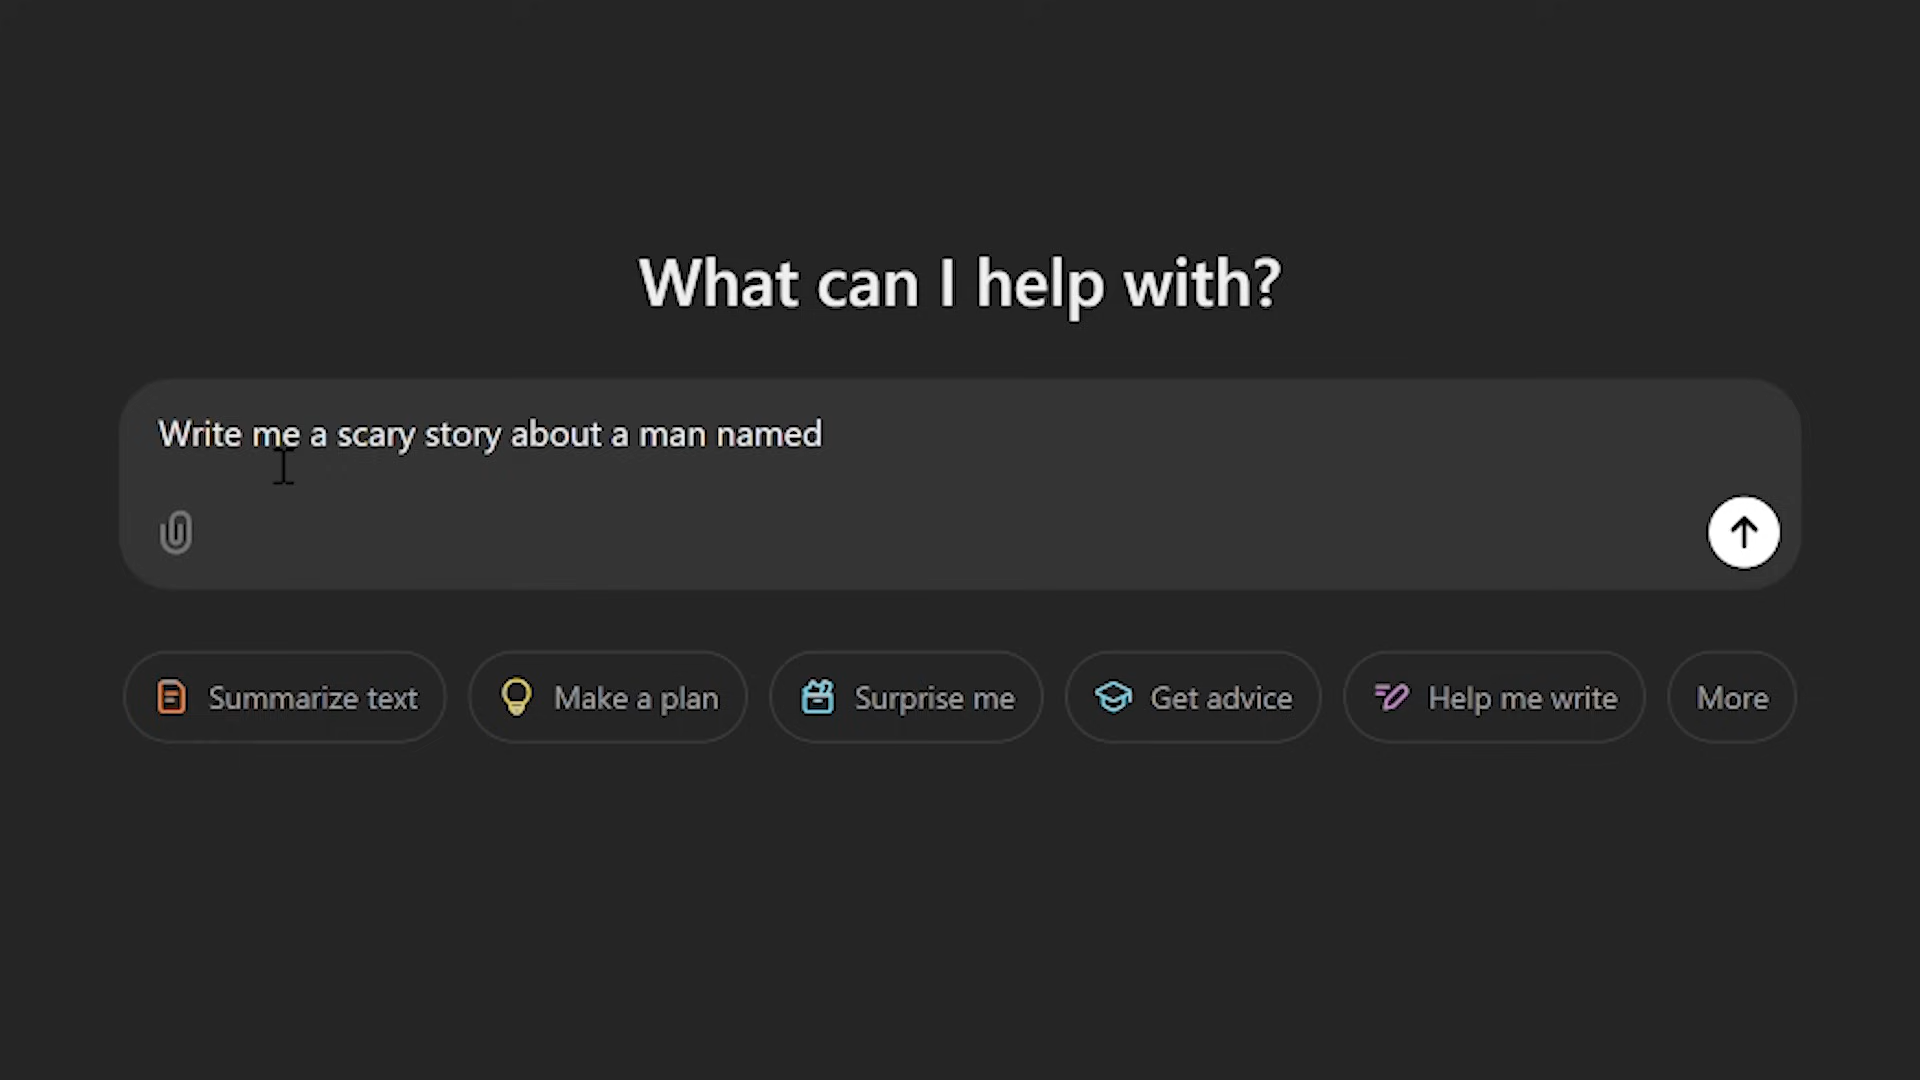 What can I help with?
Write me a scary story about a man named
Summarize text
Make a plan
Surprise me
Get advice
Help me write
More